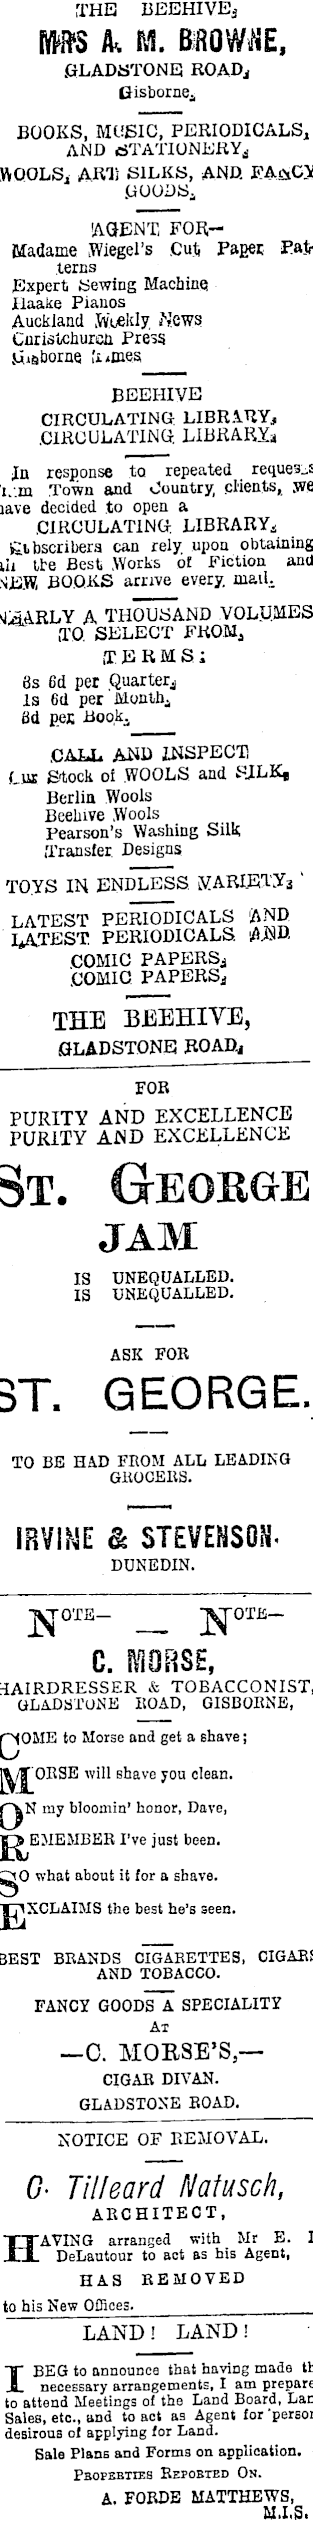 THE BEEHIVE,
MRS A. M. BROWNE,
GLADSTONE ROAD,
Gisborne.
BOOKS, MUSIC, PERIODICALS,
AND STATIONERY,
WOOLS, ART SILKS, AND FANCY
GOODS.
AGENT FOR—
Madame Wiegel's Cut Paper Pat-
terns
Expert Sewing Machine
Haake Pianos
Auckland Weekly News
Christchurch Press
Gisborne Times
BEEHIVE
CIRCULATING LIBRARY,
CIRCULATING LIBRARY,
In response to repeated requests
from Town and Country clients, we
have decided to open a
CIRCULATING LIBRARY.
Subscribers can rely upon obtaining
all the Best Works of Fiction and
NEW BOOKS arrive every mail.
NEARLY A THOUSAND VOLUMES
TO SELECT FROM.
TERMS:
6s 6d per Quarter.
1s 6d per Month.
3d per Book.
CALL AND INSPECT
Our Stock of WOOLS and SILK,
Berlin Wools
Beehive Wools
Pearson's Washing Silk
Transfer Designs
TOYS IN ENDLESS VARIETY,
LATEST PERIODICALS AND
LATEST PERIODICALS AND
COMIC PAPERS,
COMIC PAPERS,
THE BEEHIVE,
GLADSTONE ROAD,
FOR
PURITY AND EXCELLENCE
PURITY AND EXCELLENCE
ST. GEORGE
JAM
IS UNEQUALLED.
IS UNEQUALLED.
ASK FOR
ST. GEORGE.
TO BE HAD FROM ALL LEADING
GROCERS.
IRVINE & STEVENSON.
DUNEDIN.
NOTE— — NOTE—
C. MORSE,
HAIRDRESSER & TOBACCONIST,
GLADSTONE ROAD, GISBORNE,
COME to Morse and get a shave;
MORSE will shave you clean.
ON my bloomin' honor, Dave,
REMEMBER I've just been.
SO what about it for a shave.
EXCLAIMS the best he's seen.
BEST BRANDS CIGARETTES, CIGARS
AND TOBACCO.
FANCY GOODS A SPECIALITY
AT
—C. MORSE'S,—
CIGAR DIVAN.
GLADSTONE ROAD.
NOTICE OF REMOVAL.
C. Tilleard Natusch,
ARCHITECT,
HAVING arranged with Mr E.
DeLautour to act as his Agent,
HAS REMOVED
to his New Offices.
LAND! LAND!
I BEG to announce that having made th
necessary arrangements, I am prepare
to attend Meetings of the Land Board, Lan
Sales, etc., and to act as Agent for person
desirous of applying for Land.
Sale Plans and Forms on application.
PROPERTIES REPORTED ON.
A. FORDE MATTHEWS,
M.I.S.